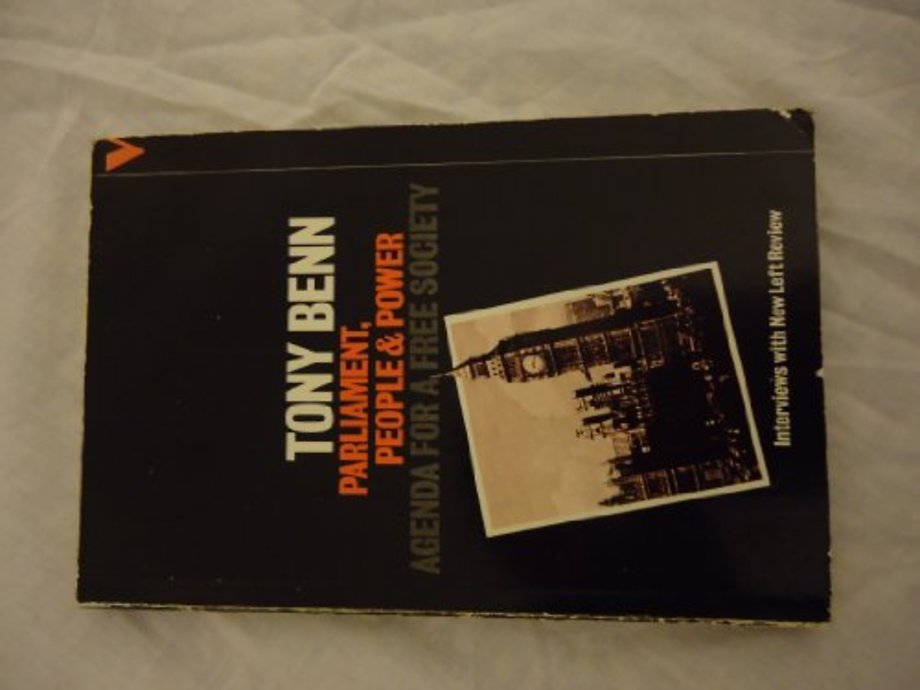 TONY BENN
PARLIAMENT,
PEOPLE & POWER
AGENDA FOR A FREE SOCIETY
Interviews with New Left Review